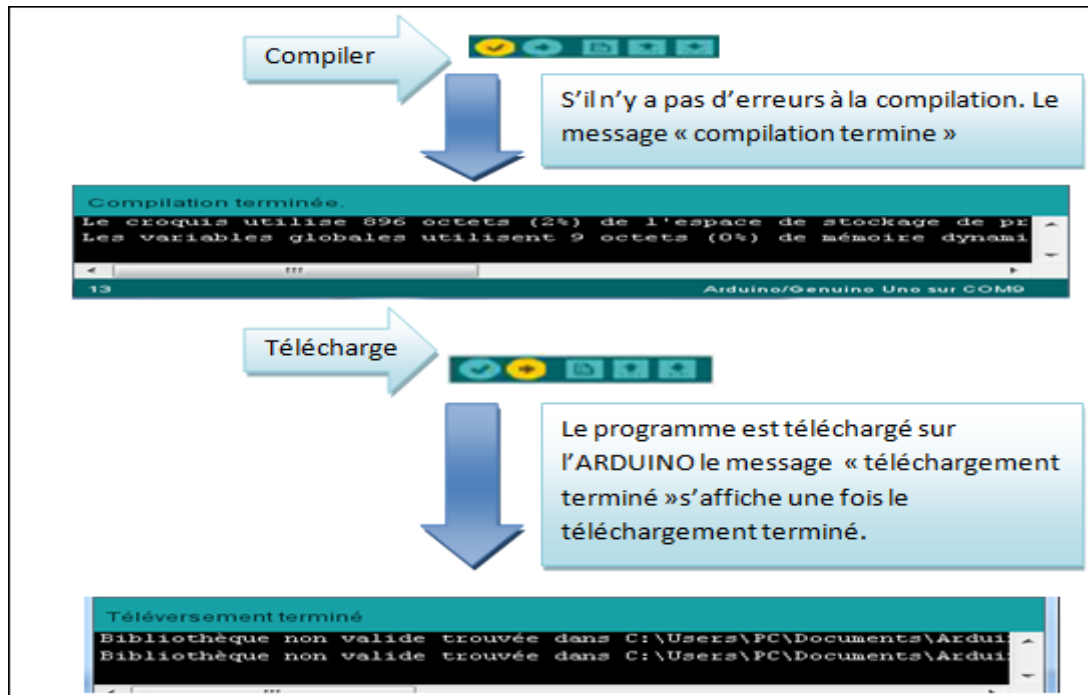 Compiler
S'il n'y a pas d'erreurs à la compilation. Le
message « compilation termine »
Compilation terminée.
Le croquis utilise 896 octets (2%) de l'espace de stockage de pr
Les variables globales utilisent 9 octets (0%) de mémoire dynami
13
Arduino/Genuino Uno sur COM9
Télécharge
Le programme est téléchargé sur
l'ARDUINO le message « téléchargement
terminé »s'affiche une fois le
téléchargement terminé.
Téléversement terminé
Bibliothèque non valide trouvée dans C:\Users\PC\Documents\Ardui
Bibliothèque non valide trouvée dans C:\Users\PC\Documents\Ardui